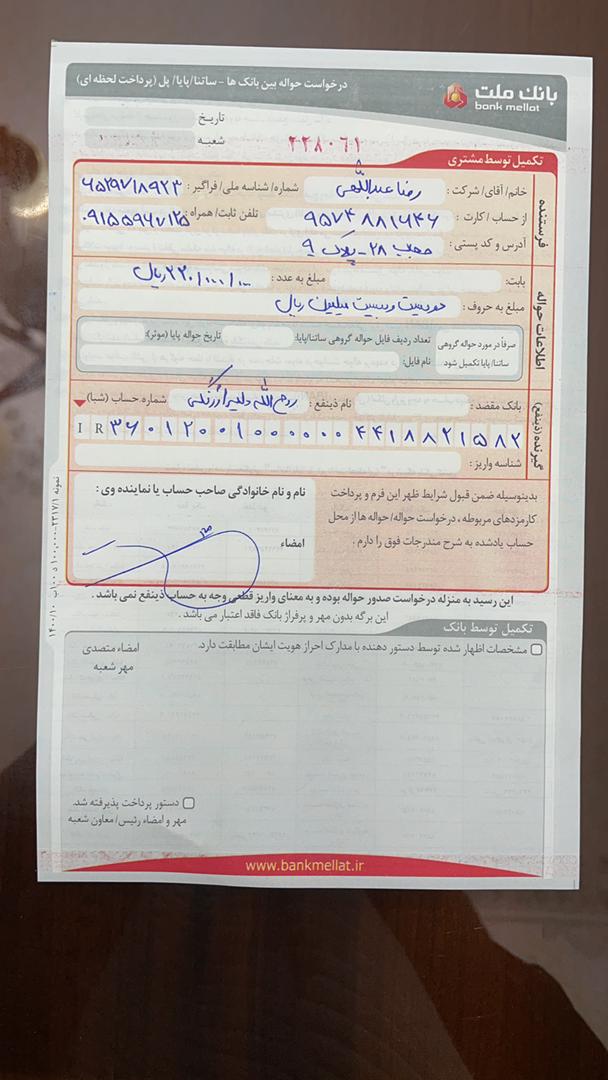 بانک ملت
bank mellat
درخواست حواله بین بانک ها - ساتنا/پایا/ پل (پرداخت لحظه ای)
تاریخ
شعبه
۲۲۸۰۶۱
تکمیل توسط مشتری
فرستنده
خانم/آقای/شرکت : رضا عبداللهی شماره/شناسه ملی/فراگیر :
از حساب/کارت : ۹۵۷۴۸۸۱۶۴۶ تلفن ثابت/همراه : ۰۹۱۵۵۹۶۷۱۲۵
آدرس و کد پستی : ۲۸ - پلاک ۹
اطلاعات حواله
بابت: مبلغ به عدد : ۲۲۰/۰۰۰/۰۰۰ ریال
مبلغ به حروف : دویست و بیست میلیون ریال
صرفاً در مورد حواله گروهی ساتنا/پایا تکمیل شود.
تعداد ردیف فایل حواله گروهی ساتنا/پایا: تاریخ حواله پایا (موثر):
نام فایل:
گیرنده (ذینفع)
بانک مقصد : نام ذینفع : روح الله شماره حساب (شبا) :
IR ۳۶۰۱۲۰۰۱۰۰۰۰۰۰۴۴۱۸۸۲۱۵۸۲
شناسه واریز :
بدینوسیله ضمن قبول شرایط ظهر این فرم و پرداخت
کارمزدهای مربوطه ، درخواست حواله/ حواله ها از محل
حساب یادشده به شرح مندرجات فوق را دارم .
نام و نام خانوادگی صاحب حساب یا نماینده وی :
امضاء
این رسید به منزله درخواست صدور حواله بوده و به معنای واریز قطعی وجه به حساب ذینفع نمی باشد .
این برگه بدون مهر و پرفراژ بانک فاقد اعتبار می باشد .
تکمیل توسط بانک
مشخصات اظهار شده توسط دستور دهنده با مدارک احراز هویت ایشان مطابقت دارد.
امضاء متصدی
مهر شعبه
دستور پرداخت پذیرفته شد.
مهر و امضاء رئیس/ معاون شعبه
www.bankmellat.ir